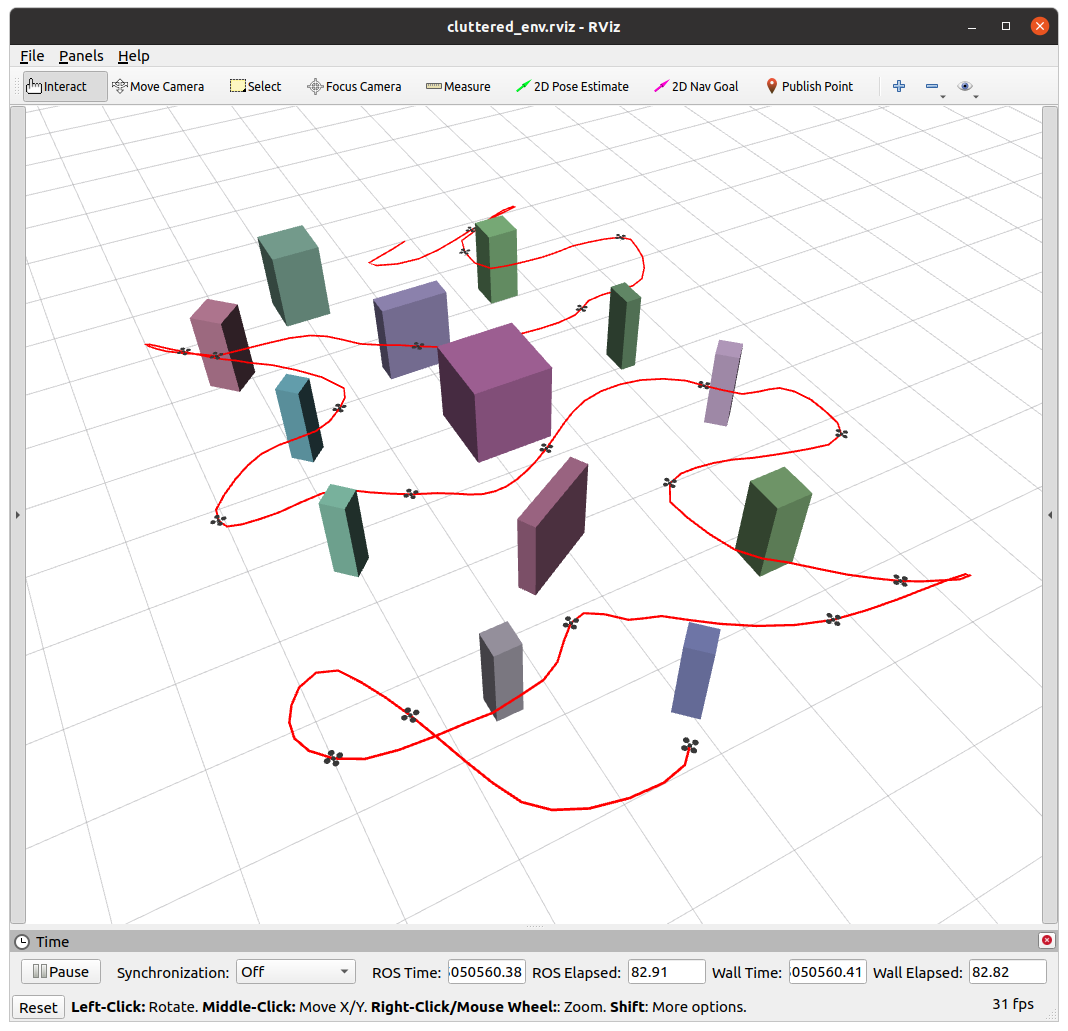 cluttered_env.rviz - RViz
File Panels Help
Interact Move Camera Select Focus Camera Measure 2D Pose Estimate 2D Nav Goal Publish Point
Time
Pause Synchronization: Off ROS Time: 050560.38 ROS Elapsed: 82.91 Wall Time: 050560.41 Wall Elapsed: 82.82
Reset Left-Click: Rotate. Middle-Click: Move X/Y. Right-Click/Mouse Wheel:: Zoom. Shift: More options. 31 fps